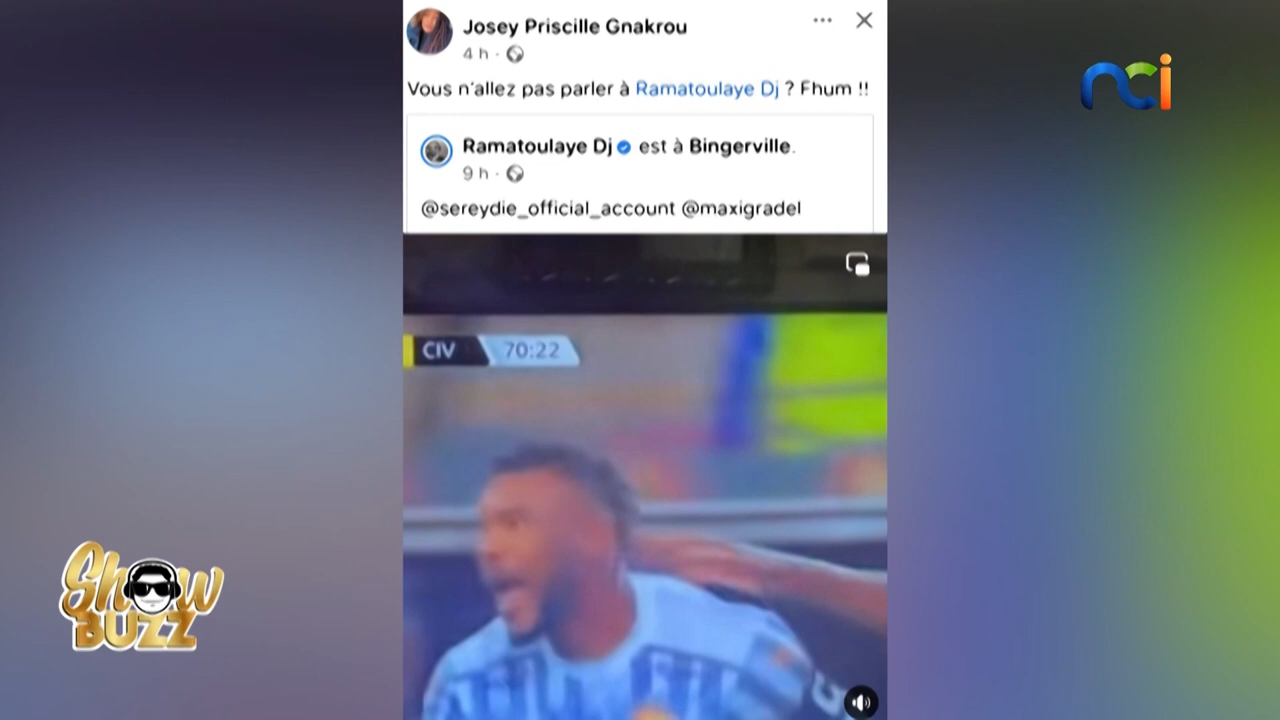 Josey Priscille Gnakrou
4 h ·
Vous n'allez pas parler à Ramatoulaye Dj ? Fhum !!
Ramatoulaye Dj est à Bingerville.
9 h ·
@sereydie_official_account @maxigradel
nci
CIV 70:22
Show
BUZZ